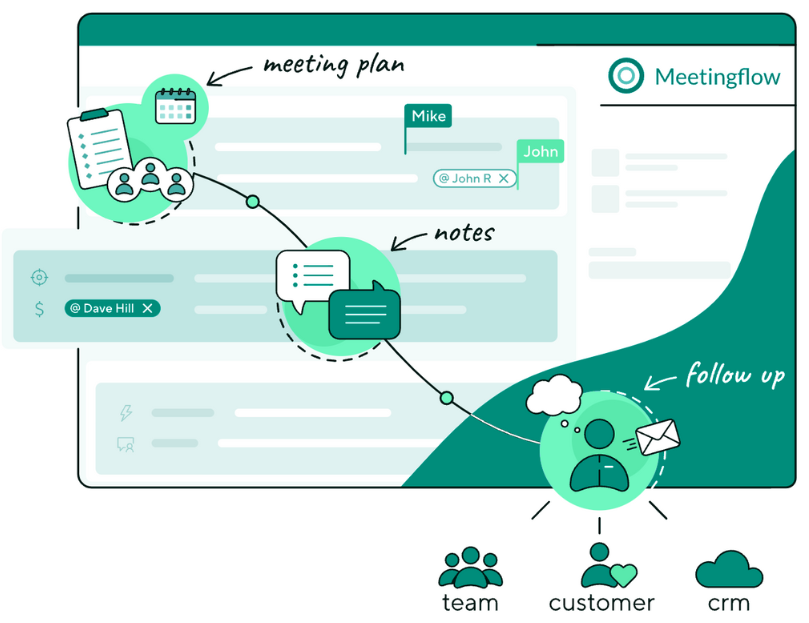 meeting plan
Meetingflow
Mike
John
@ John R X
notes
@ Dave Hill X
$
follow up
team
customer
crm